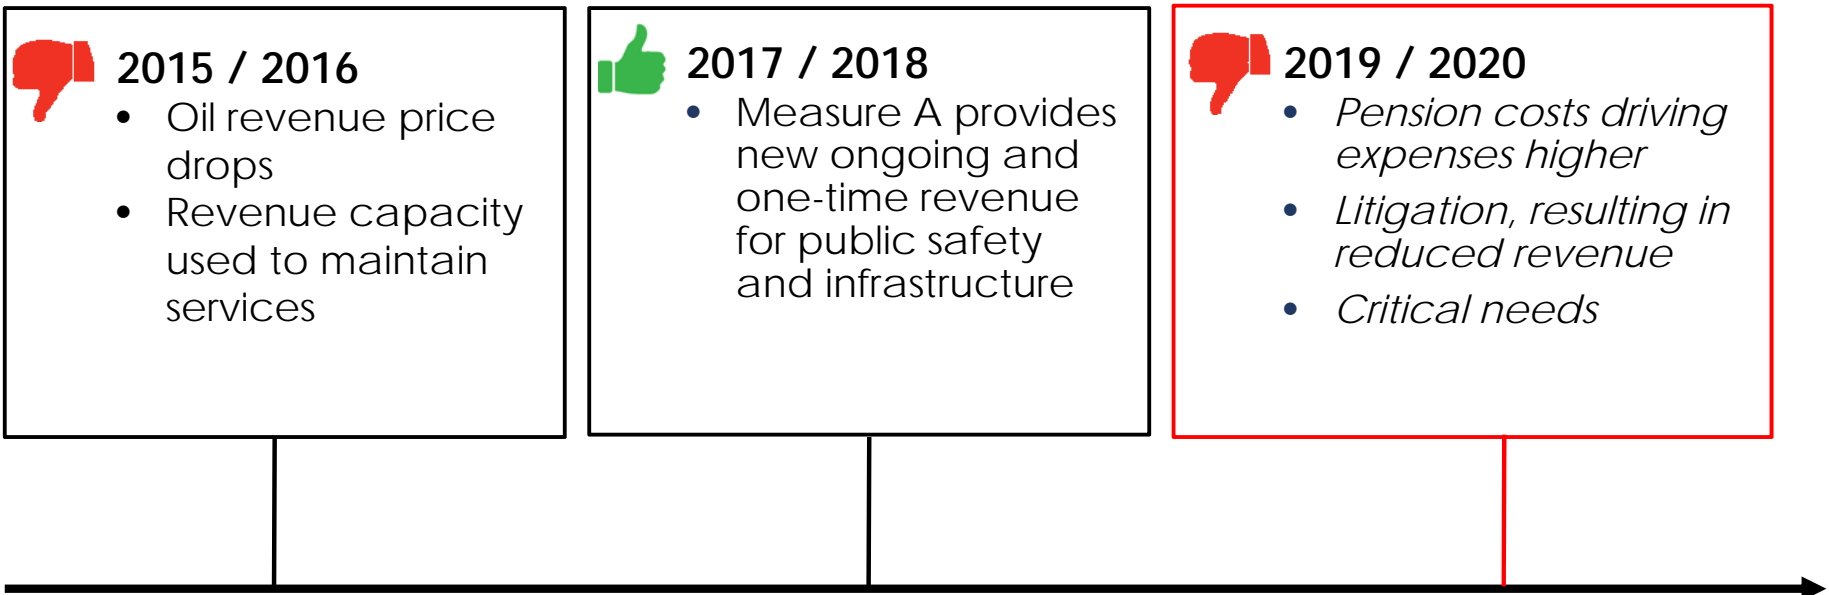 2015 / 2016
• Oil revenue price
drops
• Revenue capacity
used to maintain
services
2017 / 2018
• Measure A provides
new ongoing and
one-time revenue
for public safety
and infrastructure
2019 / 2020
• Pension costs driving
expenses higher
• Litigation, resulting in
reduced revenue
• Critical needs